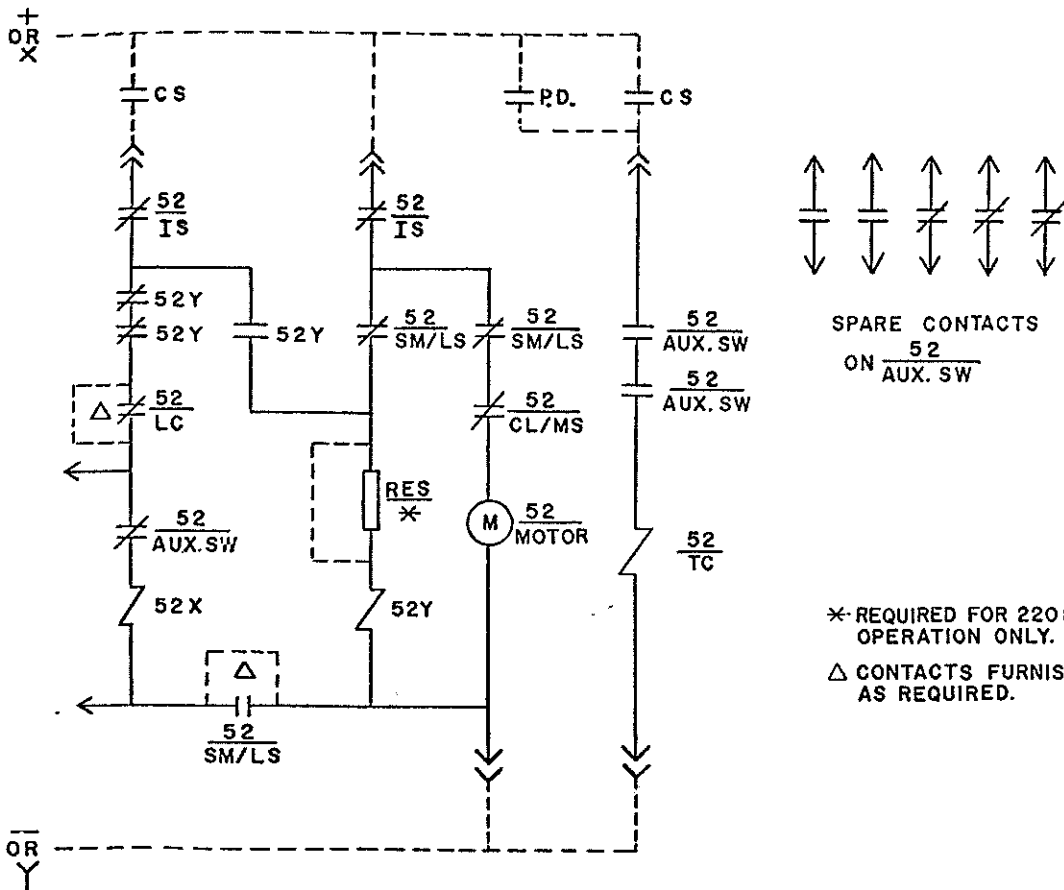 +
OR
X
CS
P.D.
CS
52
IS
52
IS
52Y
52Y
52Y
52
SM/LS
52
SM/LS
52
AUX. SW
52
AUX. SW
SPARE CONTACTS
ON 52
AUX. SW
△
52
LC
52
CL/MS
RES
*
52
AUX.SW
M
52
MOTOR
52
TC
52X
52Y
* REQUIRED FOR 220
OPERATION ONLY.
△ CONTACTS FURNIS
AS REQUIRED.
△
52
SM/LS
—
OR
Y